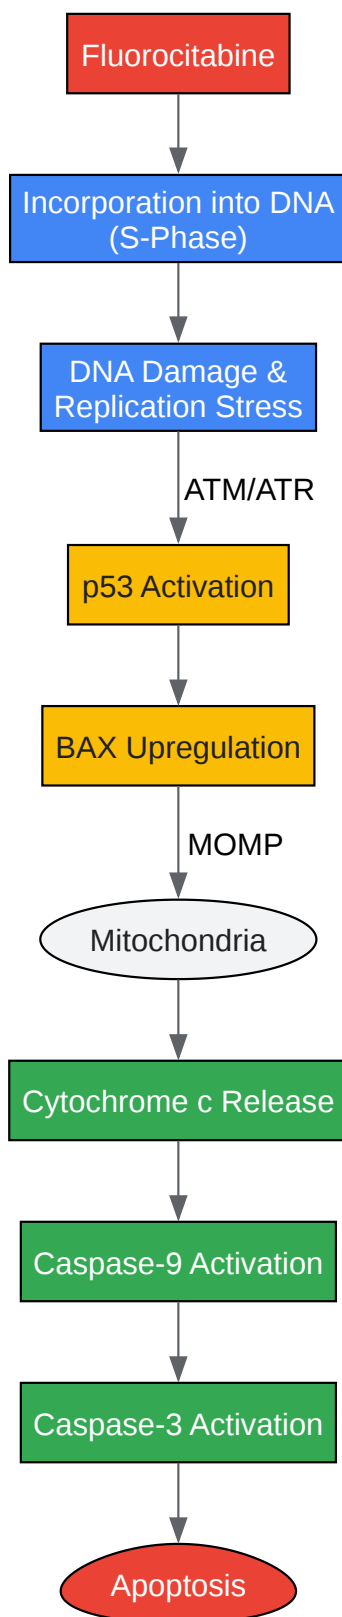 Fluorocitabine
Incorporation into DNA
(S-Phase)
DNA Damage &
Replication Stress
ATM/ATR
p53 Activation
BAX Upregulation
MOMP
Mitochondria
Cytochrome c Release
Caspase-9 Activation
Caspase-3 Activation
Apoptosis